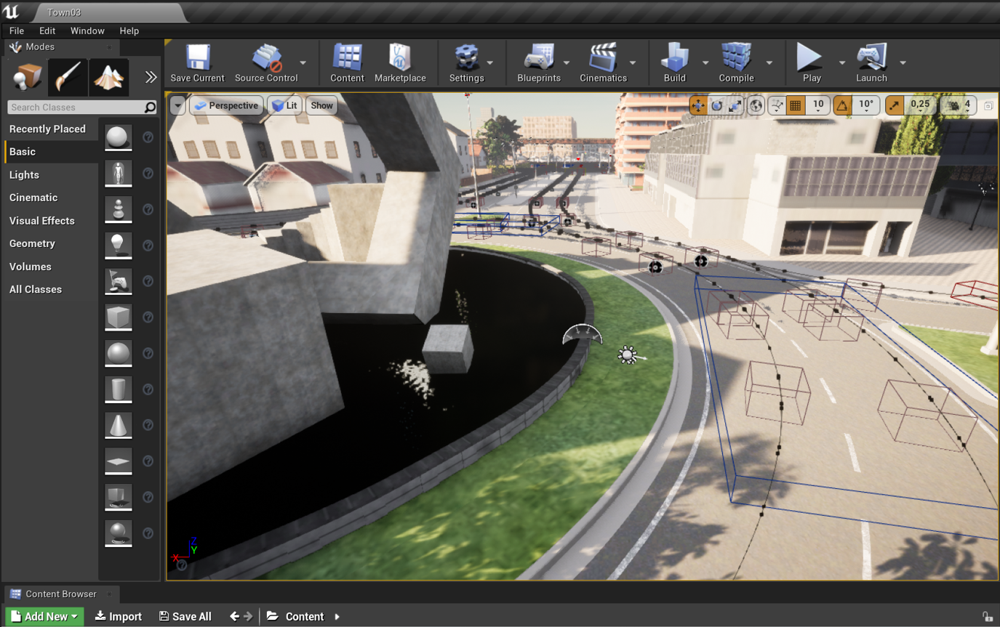 Town03
File Edit Window Help
Modes
Save Current Source Control Content Marketplace Settings Blueprints Cinematics Build Compile Play Launch
Search Classes
Perspective Lit Show 10 10° 0,25 4
Recently Placed
Basic
Lights
Cinematic
Visual Effects
Geometry
Volumes
All Classes
Z
Y
X
Content Browser
Add New Import Save All Content